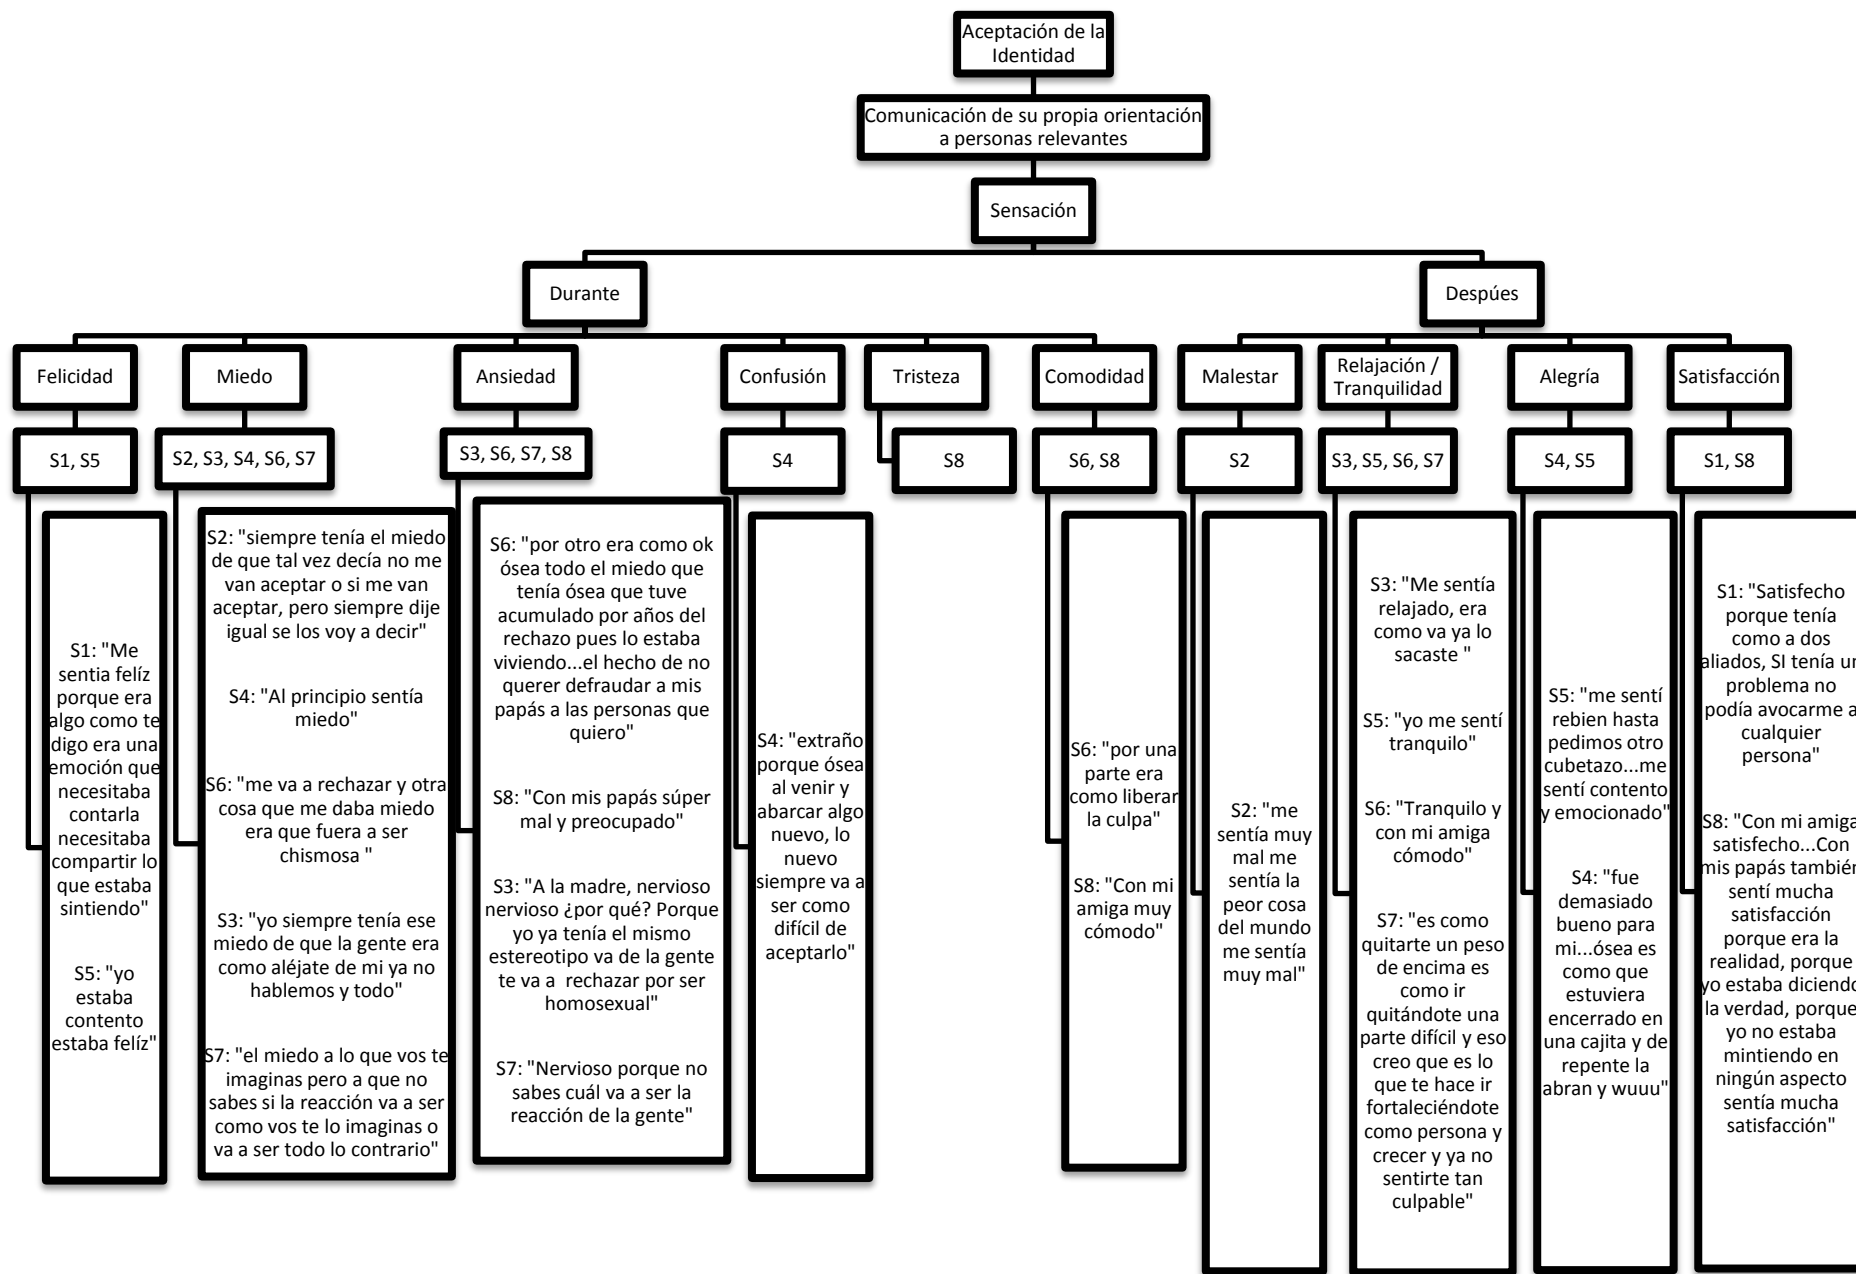 Aceptación de la
Identidad
Comunicación de su propia orientación
a personas relevantes
Sensación
Durante
Despúes
Felicidad
Miedo
Ansiedad
Confusión
Tristeza
Comodidad
Malestar
Relajación /
Tranquilidad
Alegría
Satisfacción
S1, S5
S2, S3, S4, S6, S7
S3, S6, S7, S8
S4
S8
S6, S8
S2
S3, S5, S6, S7
S4, S5
S1, S8
S1: "Me
sentia felíz
porque era
algo como te
digo era una
emoción que
necesitaba
contarla
necesitaba
compartir lo
que estaba
sintiendo"
S5: "yo
estaba
contento
estaba felíz"
S2: "siempre tenía el miedo
de que tal vez decía no me
van aceptar o si me van
aceptar, pero siempre dije
igual se los voy a decir"
S4: "Al principio sentía
miedo"
S6: "me va a rechazar y otra
cosa que me daba miedo
era que fuera a ser
chismosa "
S3: "yo siempre tenía ese
miedo de que la gente era
como aléjate de mi ya no
hablemos y todo"
S7: "el miedo a lo que vos te
imaginas pero a que no
sabes si la reacción va a ser
como vos te lo imaginas o
va a ser todo lo contrario"
S6: "por otro era como ok
ósea todo el miedo que
tenía ósea que tuve
acumulado por años del
rechazo pues lo estaba
viviendo...el hecho de no
querer defraudar a mis
papás a las personas que
quiero"
S8: "Con mis papás súper
mal y preocupado"
S3: "A la madre, nervioso
nervioso ¿por qué? Porque
yo ya tenía el mismo
estereotipo va de la gente
te va a  rechazar por ser
homosexual"
S7: "Nervioso porque no
sabes cuál va a ser la
reacción de la gente"
S4: "extraño
porque ósea
al venir y
abarcar algo
nuevo, lo
nuevo
siempre va a
ser como
difícil de
aceptarlo"
S6: "por una
parte era
como liberar
la culpa"
S8: "Con mi
amiga muy
cómodo"
S2: "me
sentía muy
mal me
sentía la
peor cosa
del mundo
me sentía
muy mal"
S3: "Me sentía
relajado, era
como va ya lo
sacaste "
S5: "yo me sentí
tranquilo"
S6: "Tranquilo y
con mi amiga
cómodo"
S7: "es como
quitarte un peso
de encima es
como ir
quitándote una
parte difícil y eso
creo que es lo
que te hace ir
fortaleciéndote
como persona y
crecer y ya no
sentirte tan
culpable"
S5: "me sentí
rebien hasta
pedimos otro
cubetazo...me
sentí contento
y emocionado"
S4: "fue
demasiado
bueno para
mi...ósea es
como que
estuviera
encerrado en
una cajita y de
repente la
abran y wuuu"
S1: "Satisfecho
porque tenía
como a dos
aliados, SI tenía un
problema no
podía avocarme a
cualquier
persona"
S8: "Con mi amiga
satisfecho...Con
mis papás también
sentí mucha
satisfacción
porque era la
realidad, porque
yo estaba diciendo
la verdad, porque
yo no estaba
mintiendo en
ningún aspecto
sentía mucha
satisfacción"